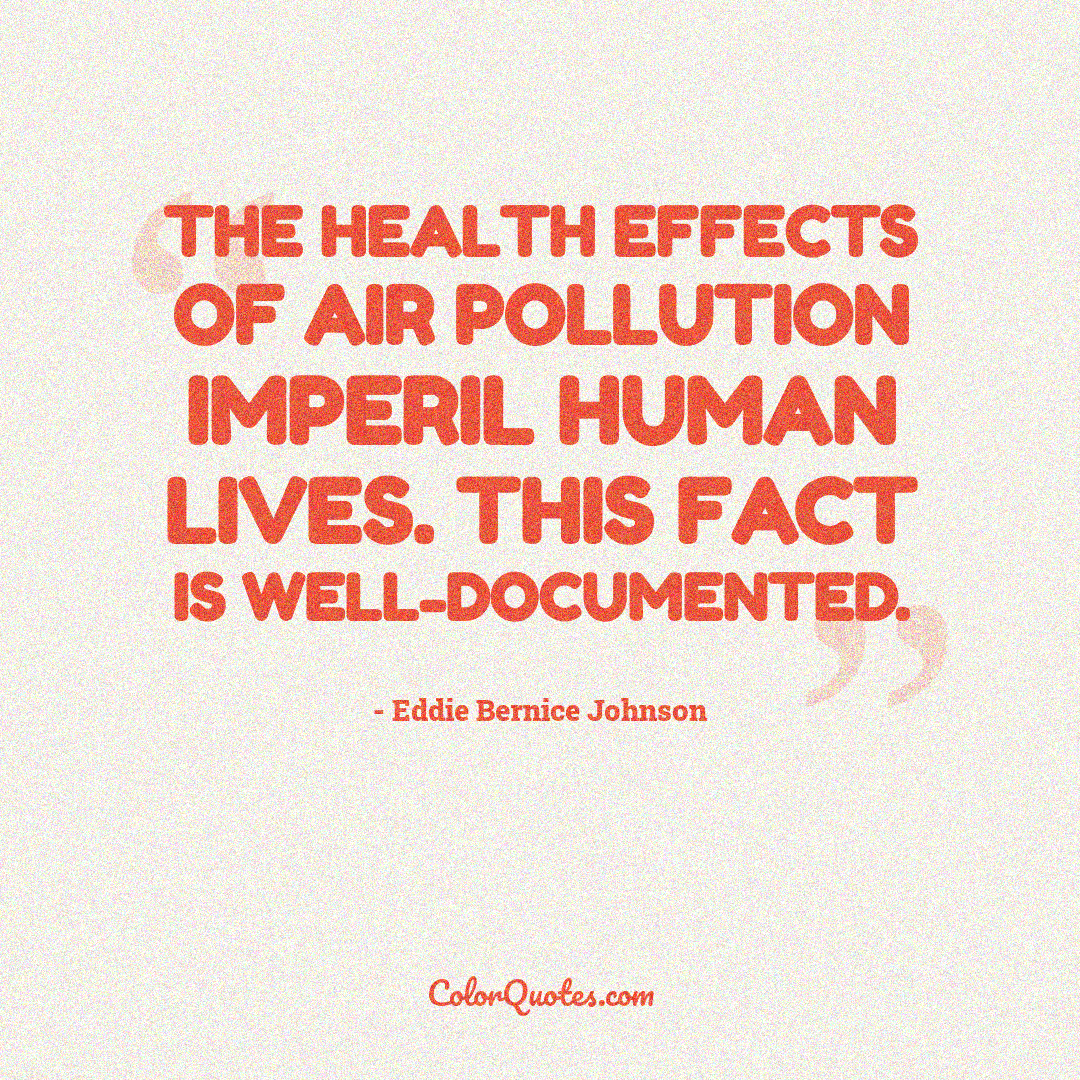 THE HEALTH EFFECTS
OF AIR POLLUTION
IMPERIL HUMAN
LIVES. THIS FACT
IS WELL-DOCUMENTED.
- Eddie Bernice Johnson
ColorQuotes.com